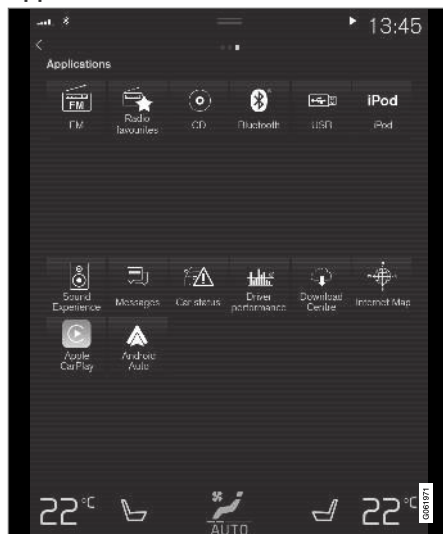 13:45
Applications
FM
iPod
FM
Radio
favourites
CD
Bluetooth
USB
iPod
Sound
Experience
Messages
Car status
Driver
performance
Download
Centre
Internet Map
Apple
CarPlay
Android
Auto
22°C
AUTO
22°C
G061971